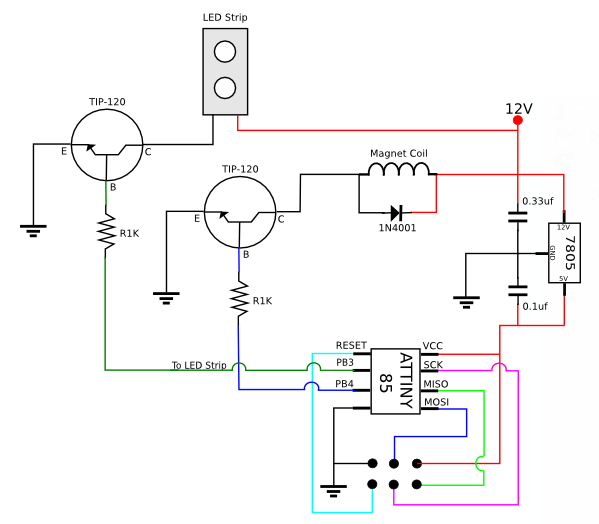 LED Strip
TIP-120
12V
E
C
B
Magnet Coil
TIP-120
1N4001
0.33uf
12V
GND
7805
5V
E
C
B
R1K
R1K
0.1uf
To LED Strip
RESET
PB3
PB4
ATTINY
85
VCC
SCK
MISO
MOSI